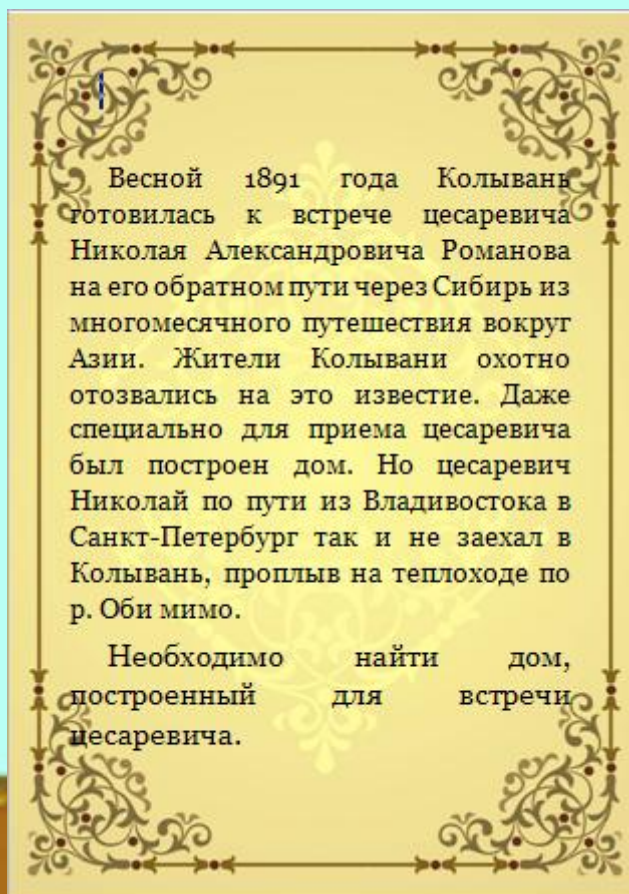 Весной 1891 года Колывань
готовилась к встрече цесаревича
Николая Александровича Романова
на его обратном пути через Сибирь из
многомесячного путешествия вокруг
Азии. Жители Колывани охотно
отозвались на это известие. Даже
специально для приема цесаревича
был построен дом. Но цесаревич
Николай по пути из Владивостока в
Санкт-Петербург так и не заехал в
Колывань, проплыв на теплоходе по
р. Оби мимо.
Необходимо найти дом,
построенный для встречи
цесаревича.